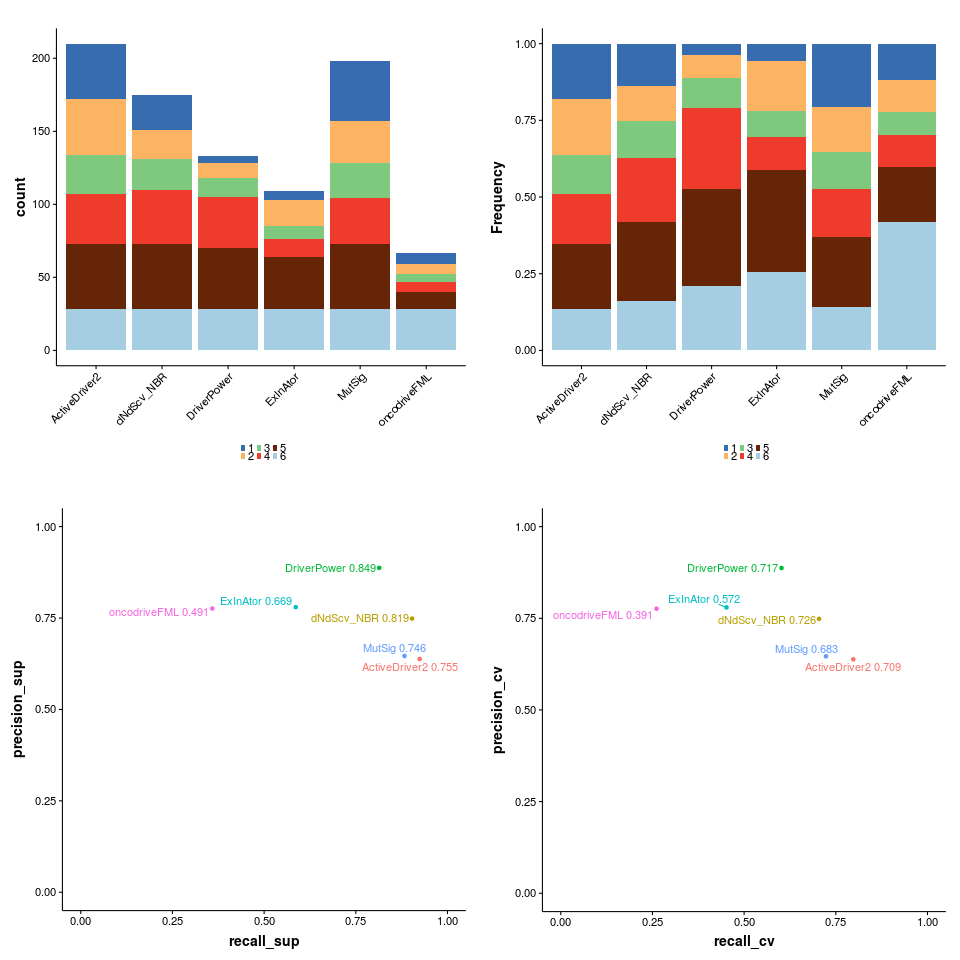 count
200
150
100
50
0
ActiveDriver2
dNdScv_NBR
DriverPower
ExInAtor
MutSig
oncodriveFML
1 3 5
2 4 6
Frequency
1.00
0.75
0.50
0.25
0.00
ActiveDriver2
dNdScv_NBR
DriverPower
ExInAtor
MutSig
oncodriveFML
1 3 5
2 4 6
precision_sup
1.00
0.75
0.50
0.25
0.00
DriverPower 0.849
ExInAtor 0.669
oncodriveFML 0.491
dNdScv_NBR 0.819
MutSig 0.746
ActiveDriver2 0.755
0.00 0.25 0.50 0.75 1.00
recall_sup
precision_cv
1.00
0.75
0.50
0.25
0.00
DriverPower 0.717
ExInAtor 0.572
oncodriveFML 0.391
dNdScv_NBR 0.726
MutSig 0.683
ActiveDriver2 0.709
0.00 0.25 0.50 0.75 1.00
recall_cv